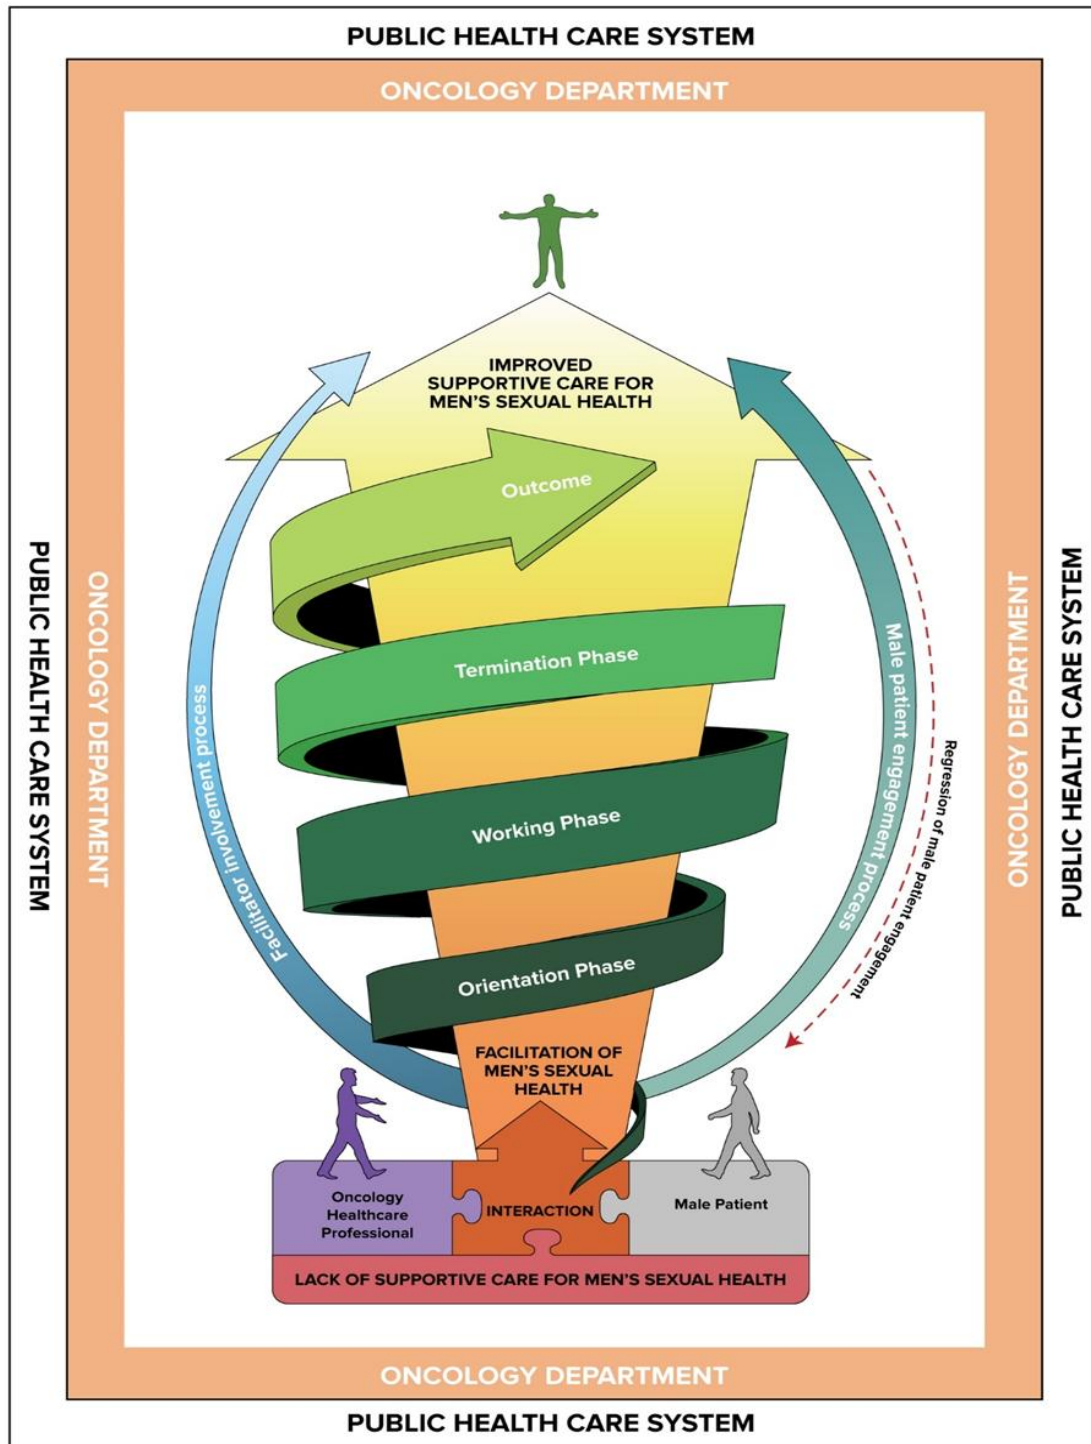 PUBLIC HEALTH CARE SYSTEM
ONCOLOGY DEPARTMENT
IMPROVED
SUPPORTIVE CARE FOR
MEN'S SEXUAL HEALTH
Outcome
Termination Phase
Working Phase
Orientation Phase
FACILITATION OF
MEN'S SEXUAL
HEALTH
Facilitator involvement process
Male patient engagement process
Regression of male patient engagement
PUBLIC HEALTH CARE SYSTEM
ONCOLOGY DEPARTMENT
ONCOLOGY DEPARTMENT
PUBLIC HEALTH CARE SYSTEM
Oncology
Healthcare
Professional
INTERACTION
Male Patient
LACK OF SUPPORTIVE CARE FOR MEN'S SEXUAL HEALTH
ONCOLOGY DEPARTMENT
PUBLIC HEALTH CARE SYSTEM